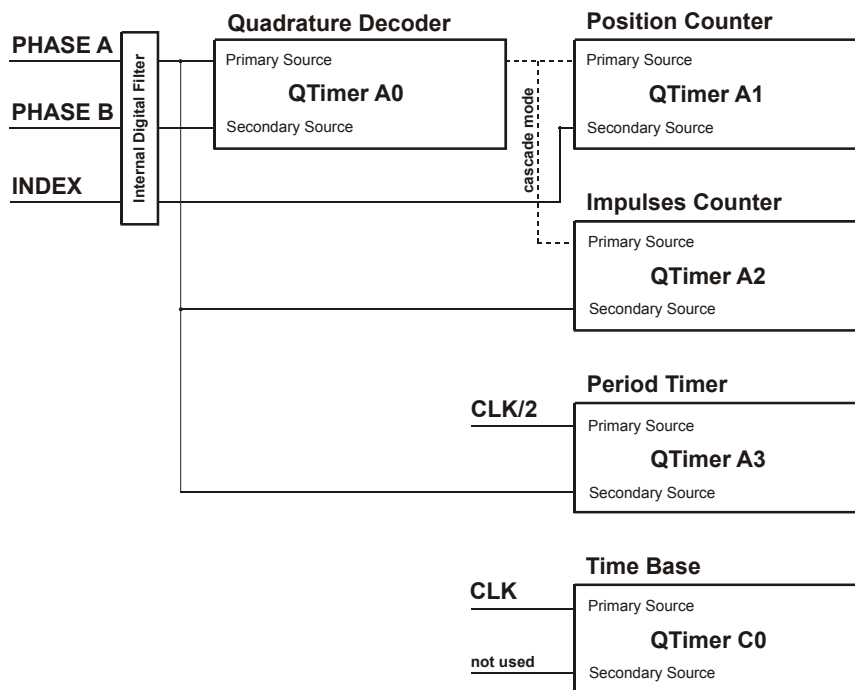 Quadrature Decoder
Position Counter
PHASE A
Primary Source
Primary Source
QTimer A0
QTimer A1
PHASE B
Secondary Source
Secondary Source
Internal Digital Filter
cascade mode
INDEX
Impulses Counter
Primary Source
QTimer A2
Secondary Source
Period Timer
CLK/2
Primary Source
QTimer A3
Secondary Source
Time Base
CLK
Primary Source
QTimer C0
not used
Secondary Source